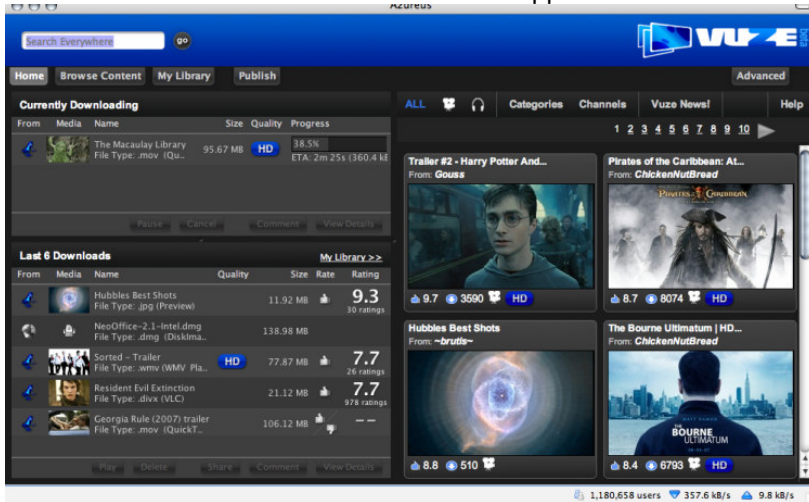 Azureus
Search Everywhere
go
VUZE
beta
Home
Browse Content
My Library
Publish
Advanced
Currently Downloading
From Media Name Size Quality Progress
The Macaulay Library 95.67 MB HD 38.5%
File Type: .mov (Qu... ETA: 2m 25s (360.4 kE
Pause Cancel Comment View Details
Last 6 Downloads My Library >>
From Media Name Quality Size Rate Rating
Hubbles Best Shots 11.92 MB 9.3
File Type: .jpg (Preview) 30 ratings
NeoOffice-2.1-Intel.dmg 138.98 MB
File Type: .dmg (DiskIma...
Sorted - Trailer HD 77.87 MB 7.7
File Type: .wmv (WMV Pla... 26 ratings
Resident Evil Extinction 21.12 MB 7.7
File Type: .divx (VLC) 978 ratings
Georgia Rule (2007) trailer 106.12 MB --
File Type: .mov (QuickT...
Play Delete Share Comment View Details
ALL Categories Channels Vuze News! Help
1 2 3 4 5 6 7 8 9 10
Trailer #2 - Harry Potter And...
From: Gouss
9.7 3590 HD
Pirates of the Caribbean: At...
From: ChickenNutBread
PIRATES of the CARIBBEAN
8.7 8074 HD
Hubbles Best Shots
From: ~brutis~
8.8 510
The Bourne Ultimatum | HD...
From: ChickenNutBread
MATT DAMON
THE BOURNE
ULTIMATUM
8.4 6793 HD
1,180,658 users 357.6 kB/s 9.8 kB/s